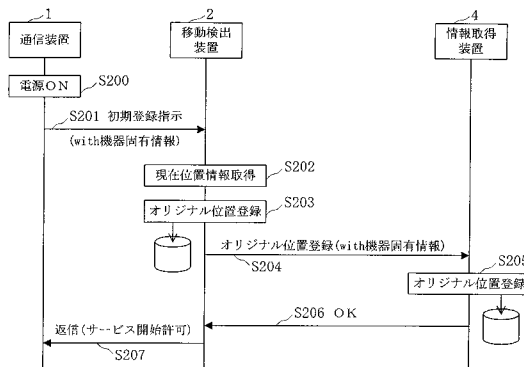 1
通信装置
2
移動検出
装置
4
情報取得
装置
電源ON
S200
S201 初期登録指示
(with機器固有情報)
現在位置情報取得
S202
オリジナル位置登録
S203
オリジナル位置登録(with機器固有情報)
S204
オリジナル位置登録
S205
S206 OK
返信(サービス開始許可)
S207